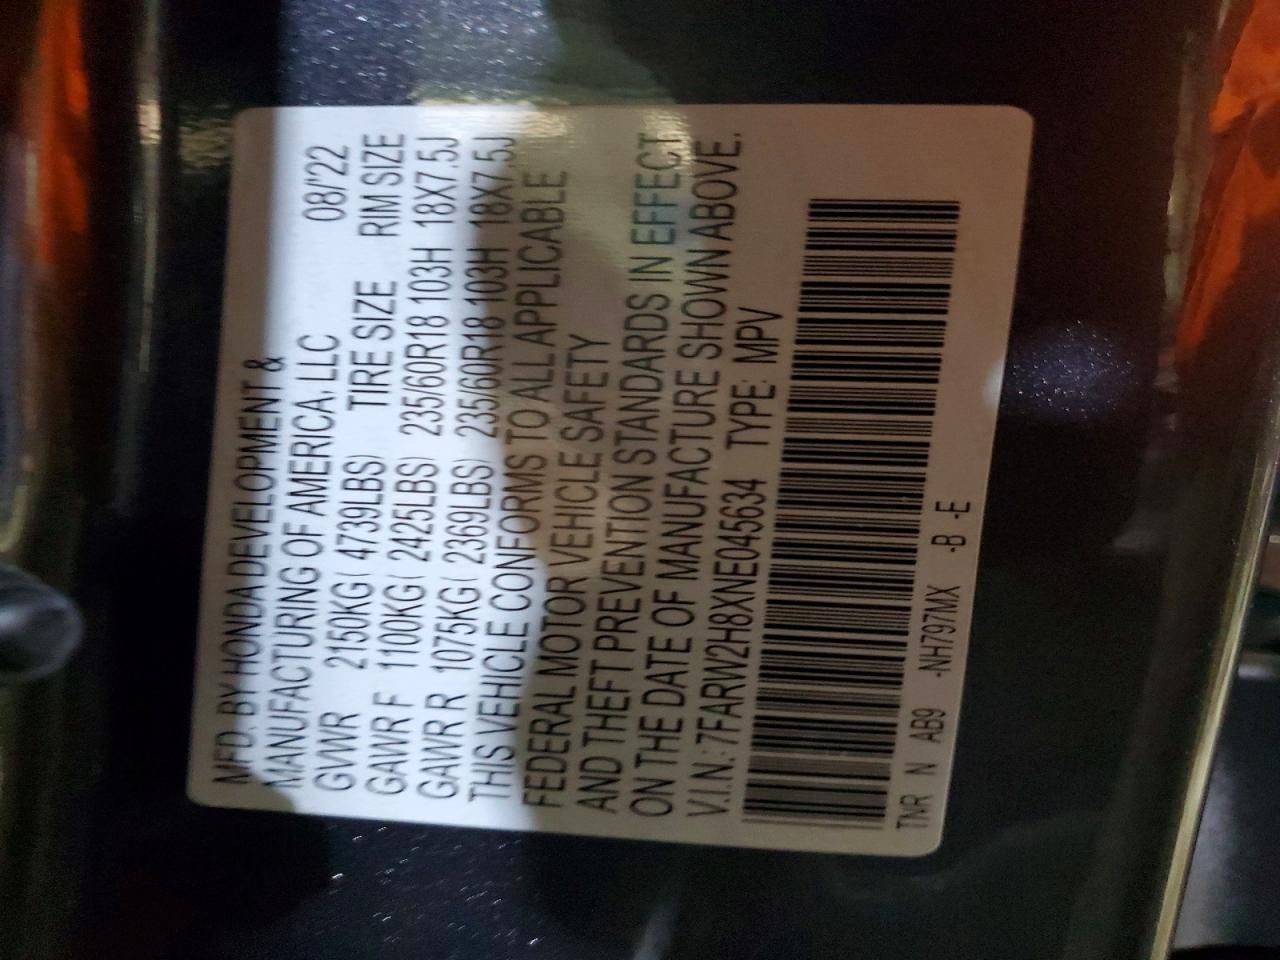 MFD. BY HONDA DEVELOPMENT &
MANUFACTURING OF AMERICA, LLC 08/'22
GVWR 2150KG( 4739LBS) TIRE SIZE RIM SIZE
GAWR F 1100KG( 2425LBS) 235/60R18 103H 18X7.5J
GAWR R 1075KG( 2369LBS) 235/60R18 103H 18X7.5J
THIS VEHICLE CONFORMS TO ALL APPLICABLE
FEDERAL MOTOR VEHICLE SAFETY
AND THEFT PREVENTION STANDARDS IN EFFECT
ON THE DATE OF MANUFACTURE SHOWN ABOVE.
V.I.N.: 7FARW2H8XNE045634 TYPE: MPV
TNR N AB9 -NH797MX -B -E